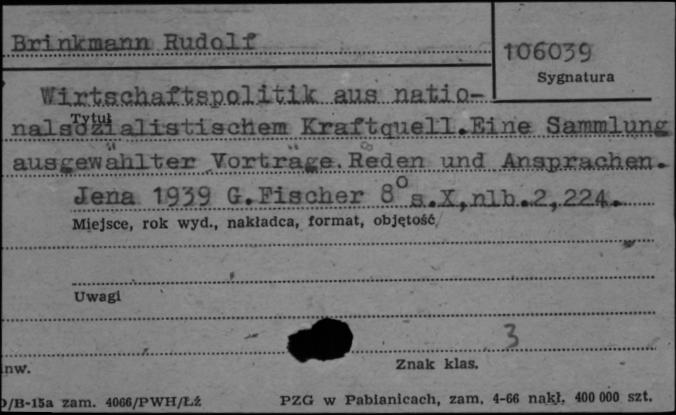 Brinkmann Rudolf
106039
Sygnatura
Wirtschaftspolitik aus natio-
Tytuł
nalsozialistischem Kraftquell.Eine Sammlung
ausgewählter Vorträge.Reden und Ansprachen.
Jena 1939 G.Fischer 8° s.X,nlb.2,224.
Miejsce, rok wyd., nakładca, format, objętość
Uwagi
3
nw.
Znak klas.
D/B-15a zam. 4066/PWH/Łź
PZG w Pabianicach, zam. 4-66 nakł. 400 000 szt.